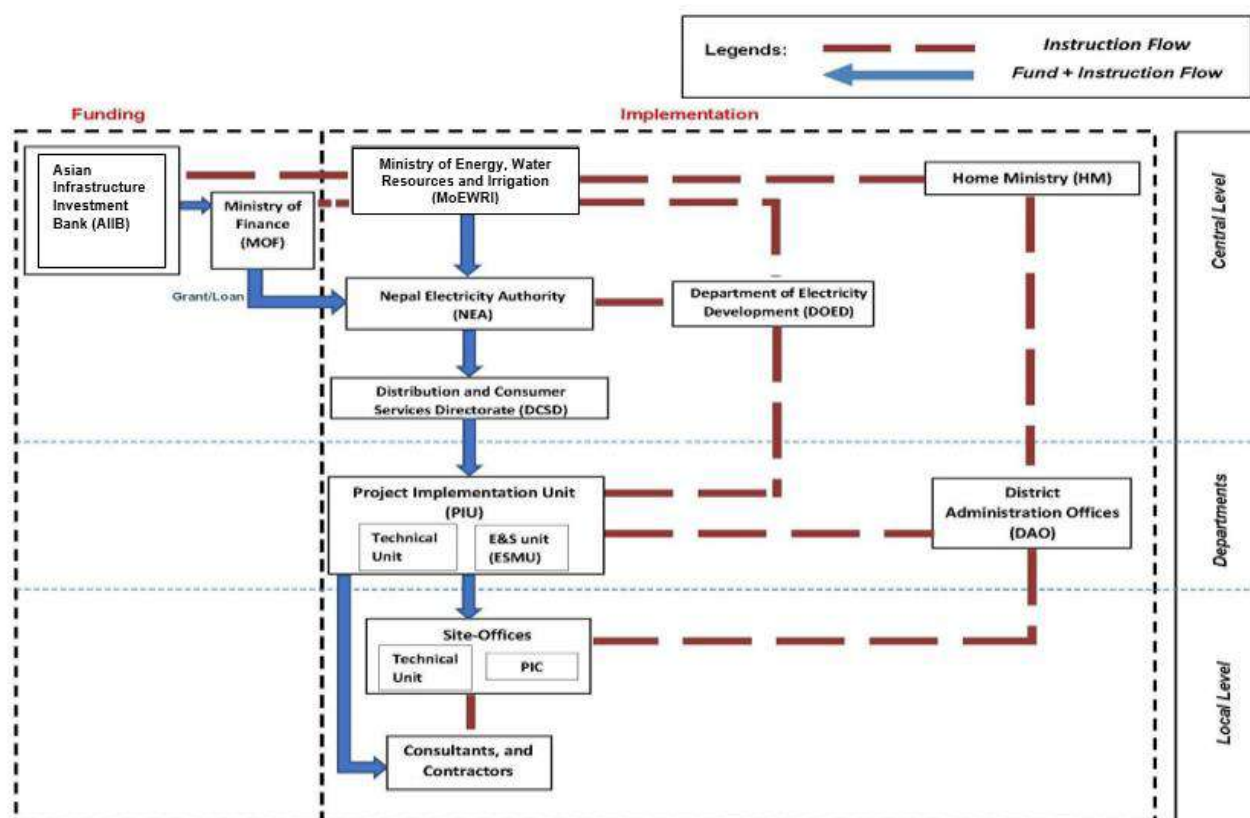 Legends:
Instruction Flow
Fund + Instruction Flow
Funding
Implementation
Asian
Infrastructure
Investment
Bank (AIIB)
Ministry of
Finance
(MOF)
Grant/Loan
Ministry of Energy, Water
Resources and Irrigation
(MoEWRI)
Home Ministry (HM)
Central Level
Nepal Electricity Authority
(NEA)
Department of Electricity
Development (DOED)
Distribution and Consumer
Services Directorate (DCSD)
Project Implementation Unit
(PIU)
Technical
Unit
E&S unit
(ESMU)
District
Administration Offices
(DAO)
Departments
Site-Offices
Technical
Unit
PIC
Consultants, and
Contractors
Local Level